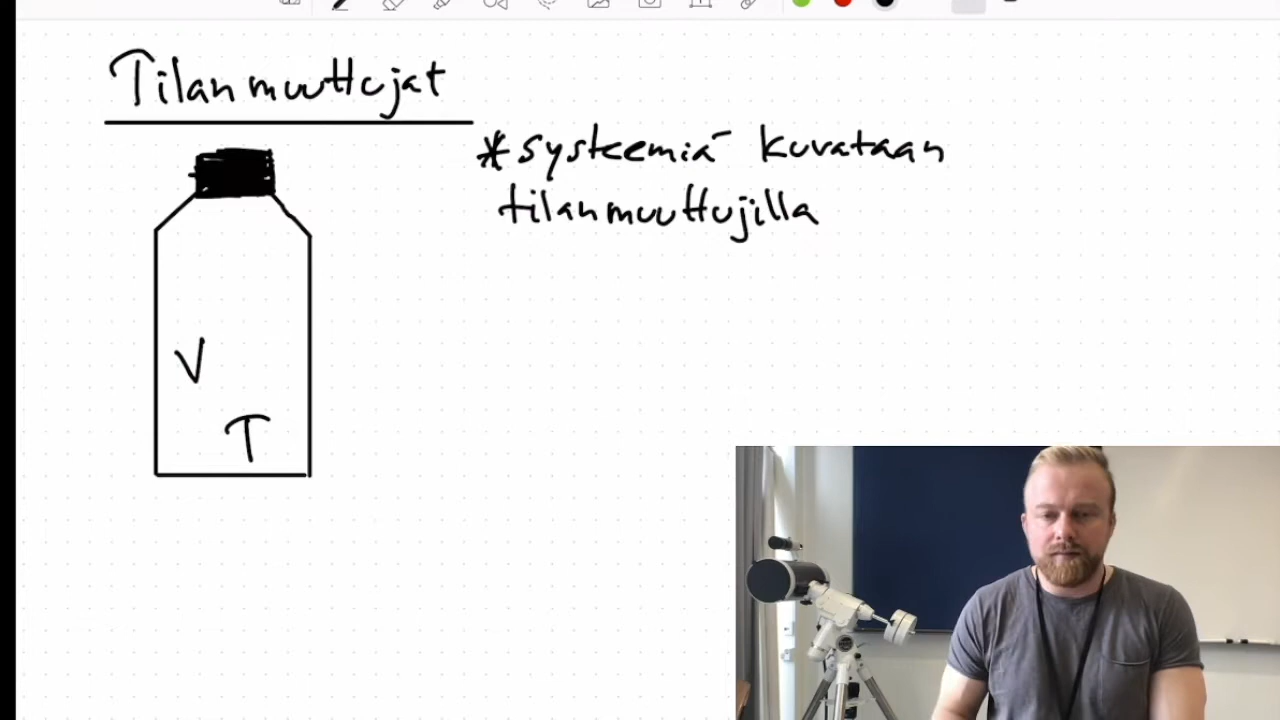 Tilanmuuttujat
*systeemiä kuvataan
tilanmuuttujilla
V
T